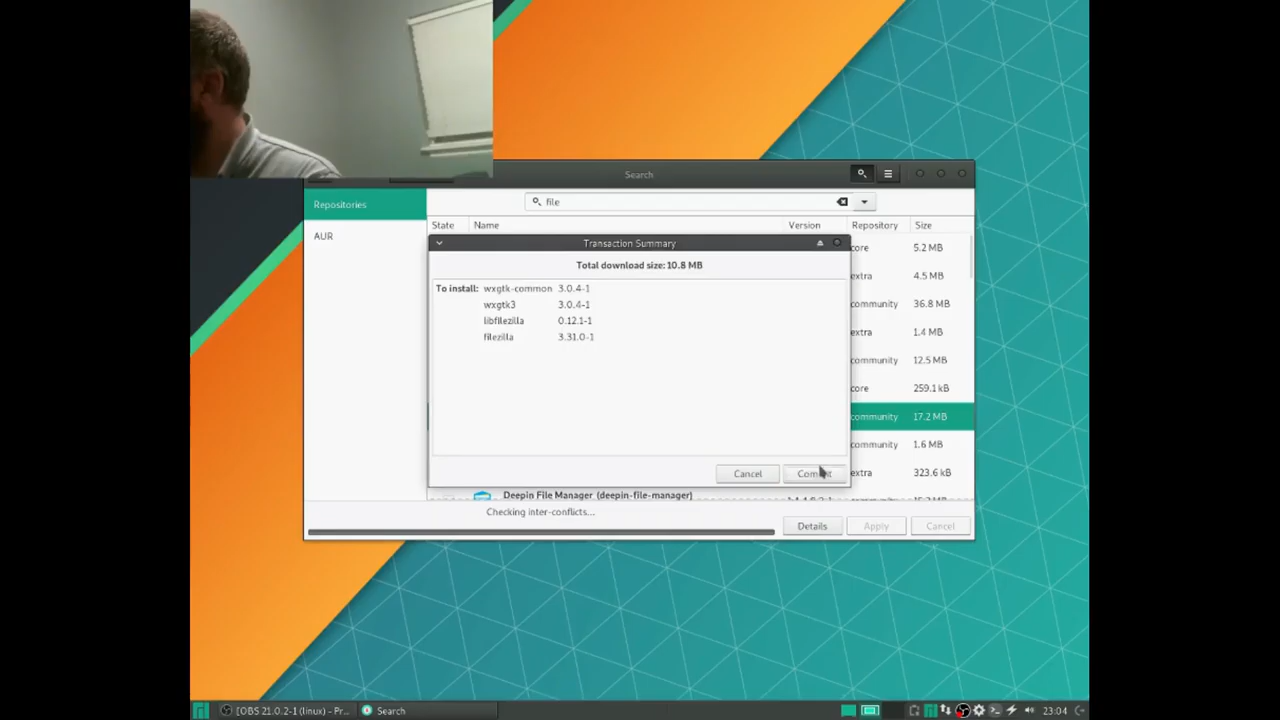 Search
Repositories
AUR
file
State Name Version Repository Size
core 5.2 MB
extra 4.5 MB
community 36.8 MB
extra 1.4 MB
community 12.5 MB
core 259.1 kB
community 17.2 MB
community 1.6 MB
extra 323.6 kB
Transaction Summary
Total download size: 10.8 MB
To install: wxgtk-common 3.0.4-1
wxgtk3 3.0.4-1
libfilezilla 0.12.1-1
filezilla 3.31.0-1
Cancel
Deepin File Manager (deepin-file-manager)
Checking inter-conflicts...
Details Apply Cancel
[OBS 21.0.2-1 (linux) - Pr... Search 23:04